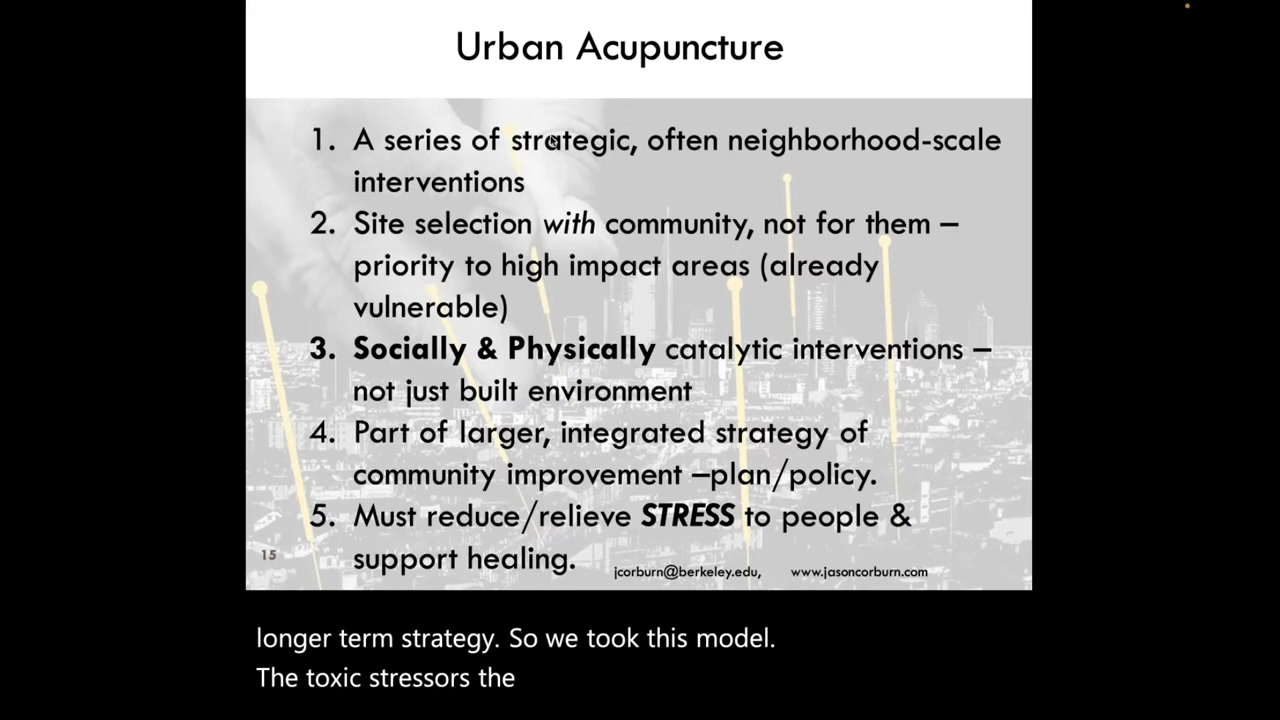 Urban Acupuncture
1. A series of strategic, often neighborhood-scale
interventions
2. Site selection with community, not for them –
priority to high impact areas (already
vulnerable)
3. Socially & Physically catalytic interventions –
not just built environment
4. Part of larger, integrated strategy of
community improvement –plan/policy.
5. Must reduce/relieve STRESS to people &
support healing.
15
jcorburn@berkeley.edu, www.jasoncorburn.com
longer term strategy. So we took this model.
The toxic stressors the